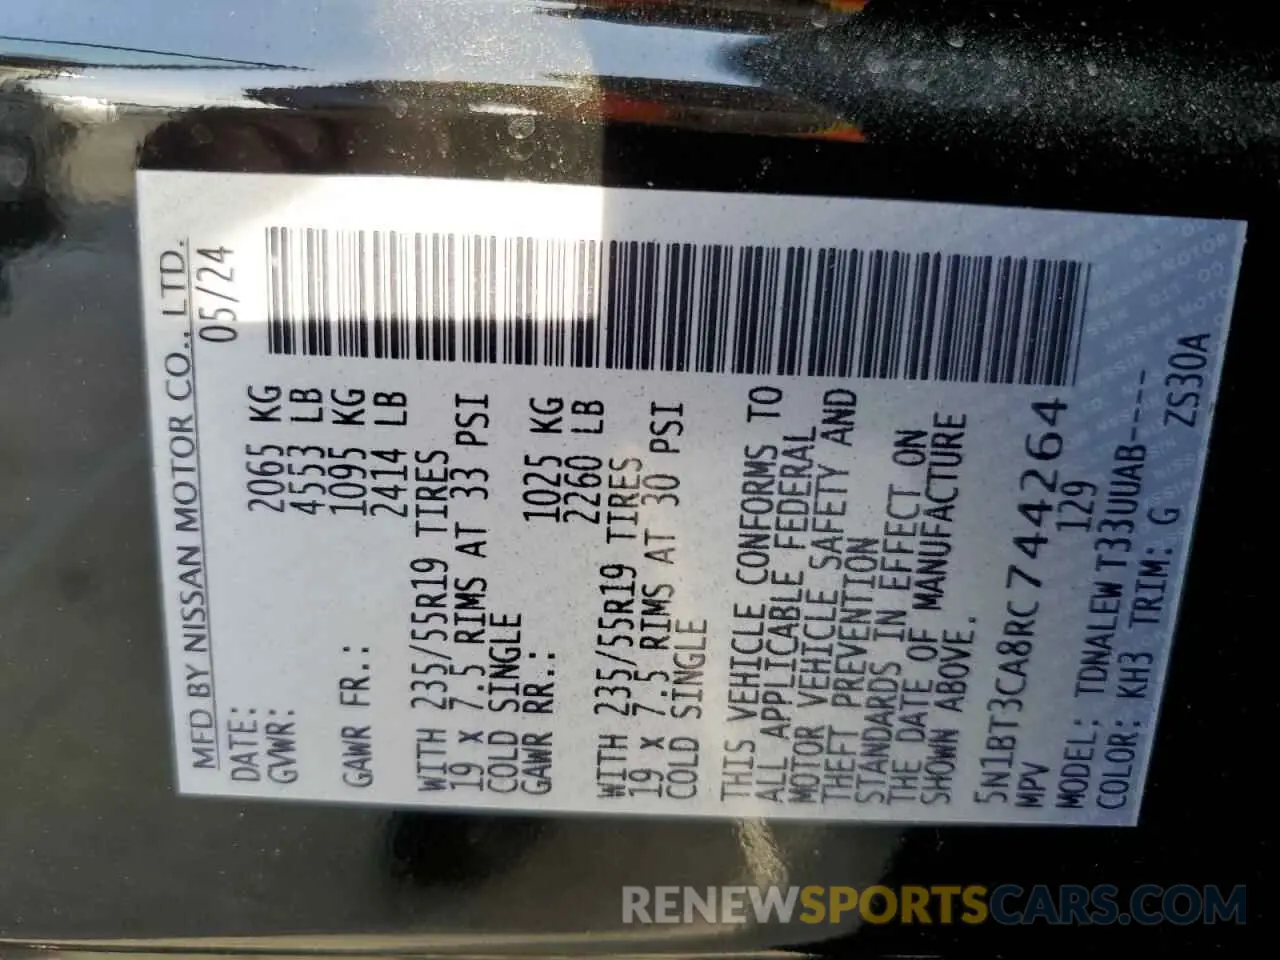 MFD BY NISSAN MOTOR CO., LTD.
DATE: 05/24
GVWR: 2065 KG
4553 LB
GAWR FR.: 1095 KG
2414 LB
WITH 235/55R19 TIRES
19 X 7.5 RIMS AT 33 PSI
COLD SINGLE
GAWR RR.: 1025 KG
2260 LB
WITH 235/55R19 TIRES
19 X 7.5 RIMS AT 30 PSI
COLD SINGLE
THIS VEHICLE CONFORMS TO
ALL APPLICABLE FEDERAL
MOTOR VEHICLE SAFETY AND
THEFT PREVENTION
STANDARDS IN EFFECT ON
THE DATE OF MANUFACTURE
SHOWN ABOVE.
5N1BT3CA8RC744264
MPV 129
MODEL: TDNALEW T33UUAB----
COLOR: KH3 TRIM: G ZS30A
RENEWSPORTSCARS.COM